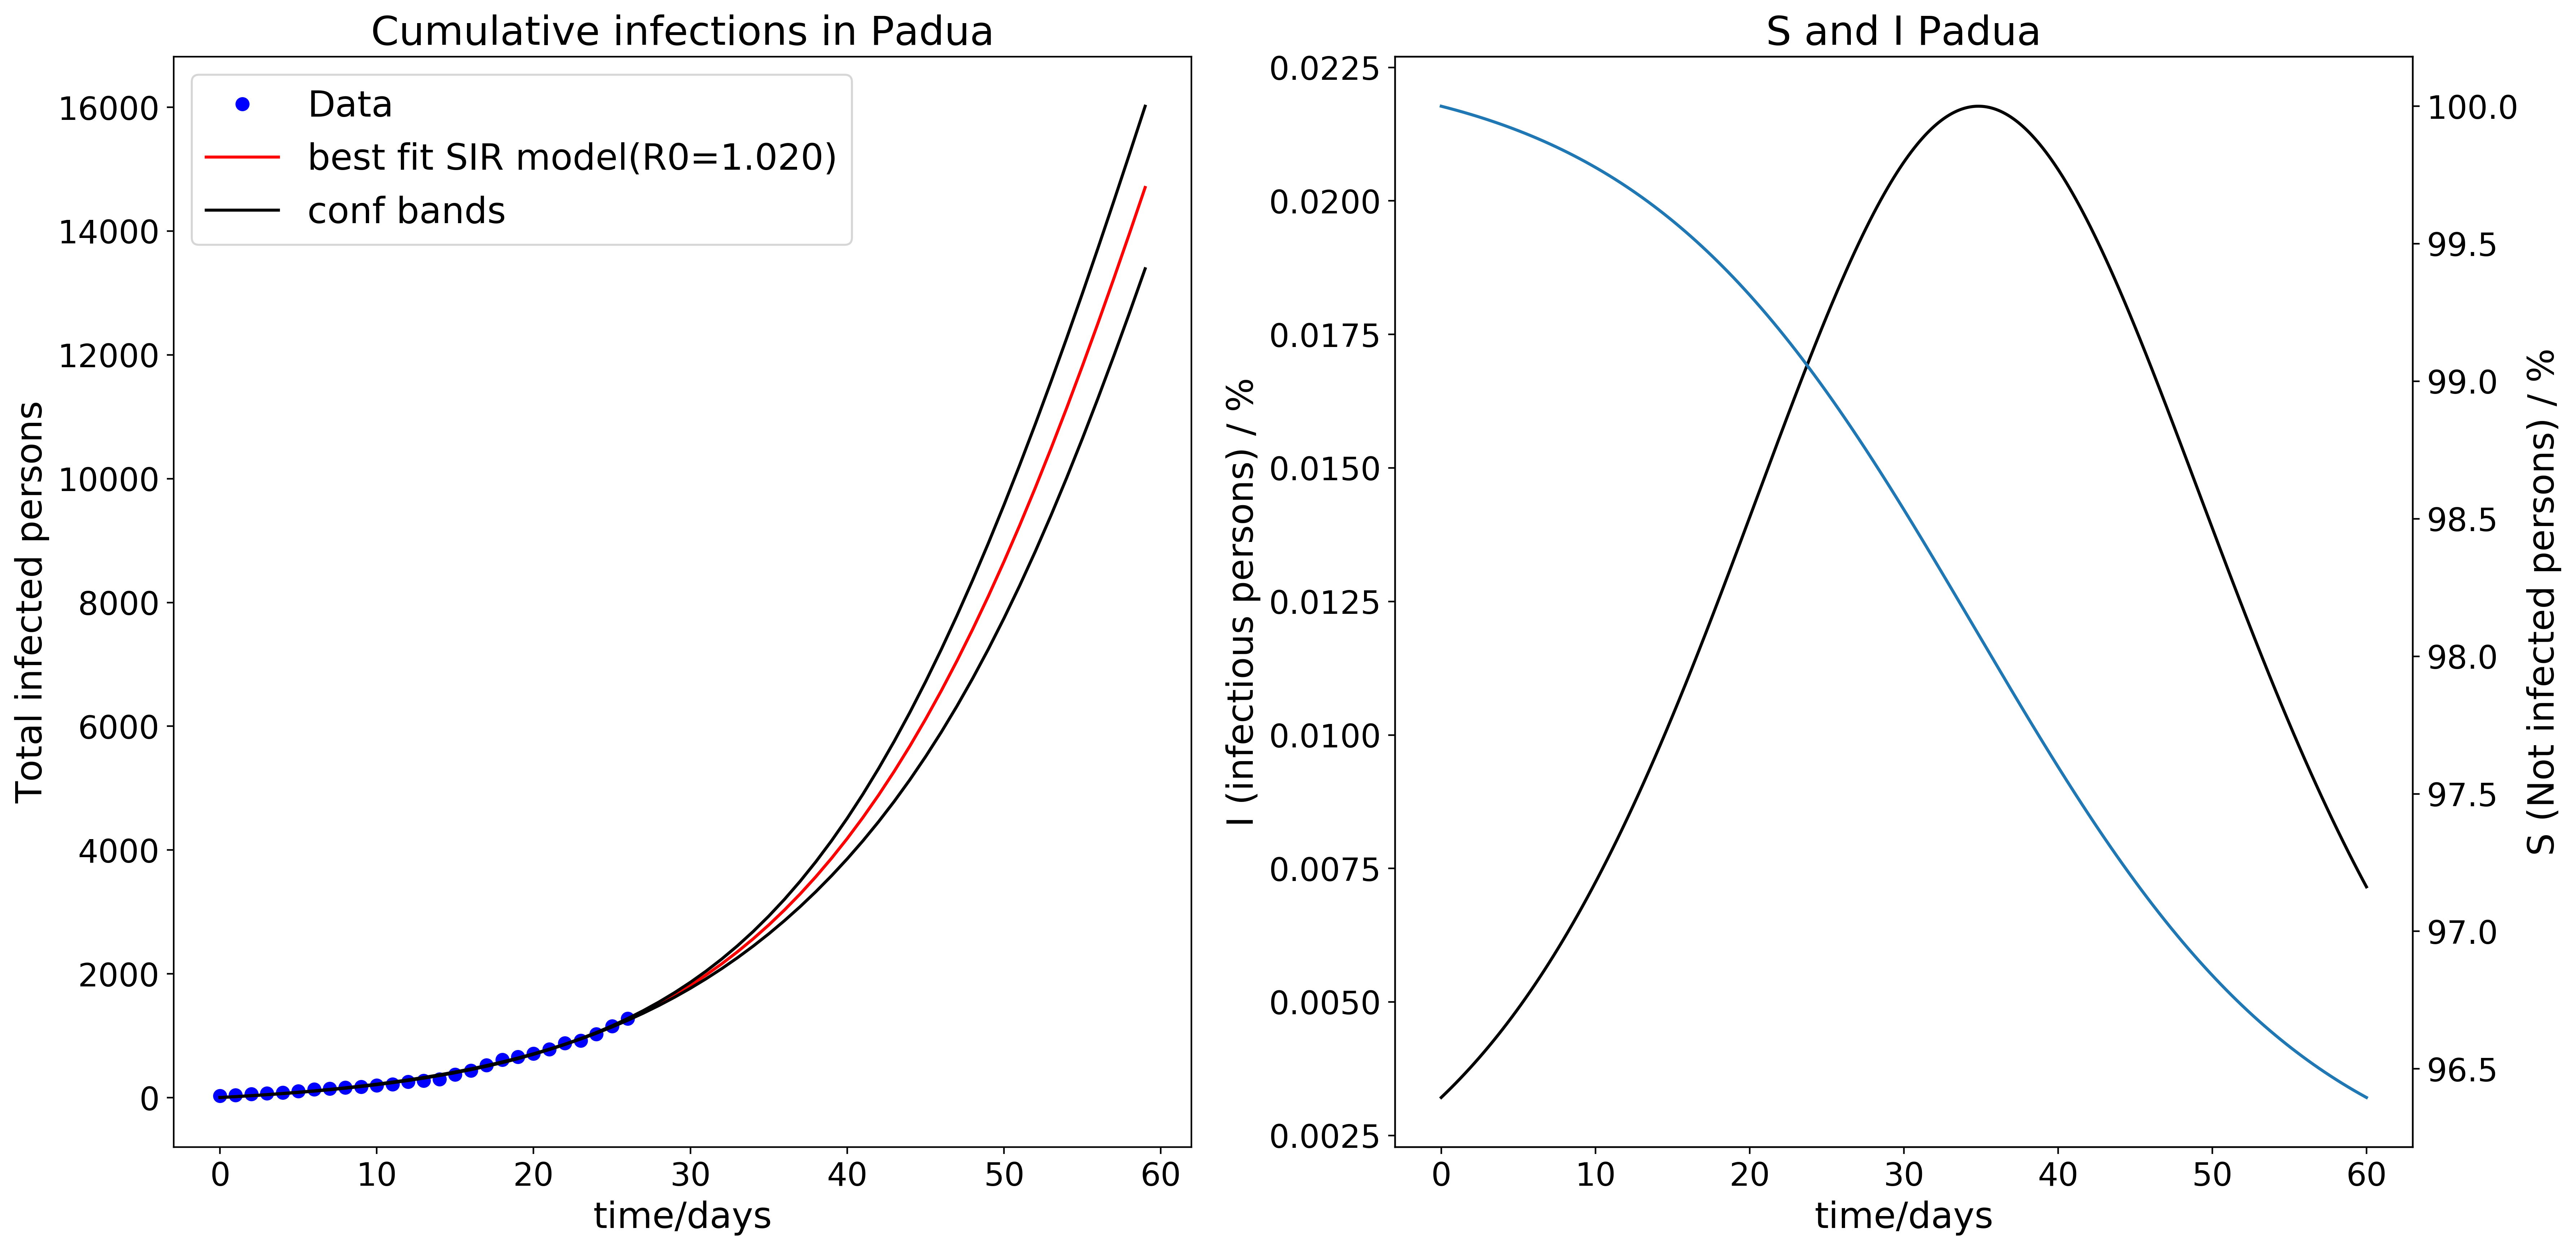 Cumulative infections in Padua
Data
best fit SIR model(R0=1.020)
conf bands
Total infected persons
16000
14000
12000
10000
8000
6000
4000
2000
0
0 10 20 30 40 50 60
time/days
S and I Padua
I (infectious persons) / %
0.0225
0.0200
0.0175
0.0150
0.0125
0.0100
0.0075
0.0050
0.0025
100.0
99.5
99.0
98.5
98.0
97.5
97.0
96.5
S (Not infected persons) / %
0 10 20 30 40 50 60
time/days